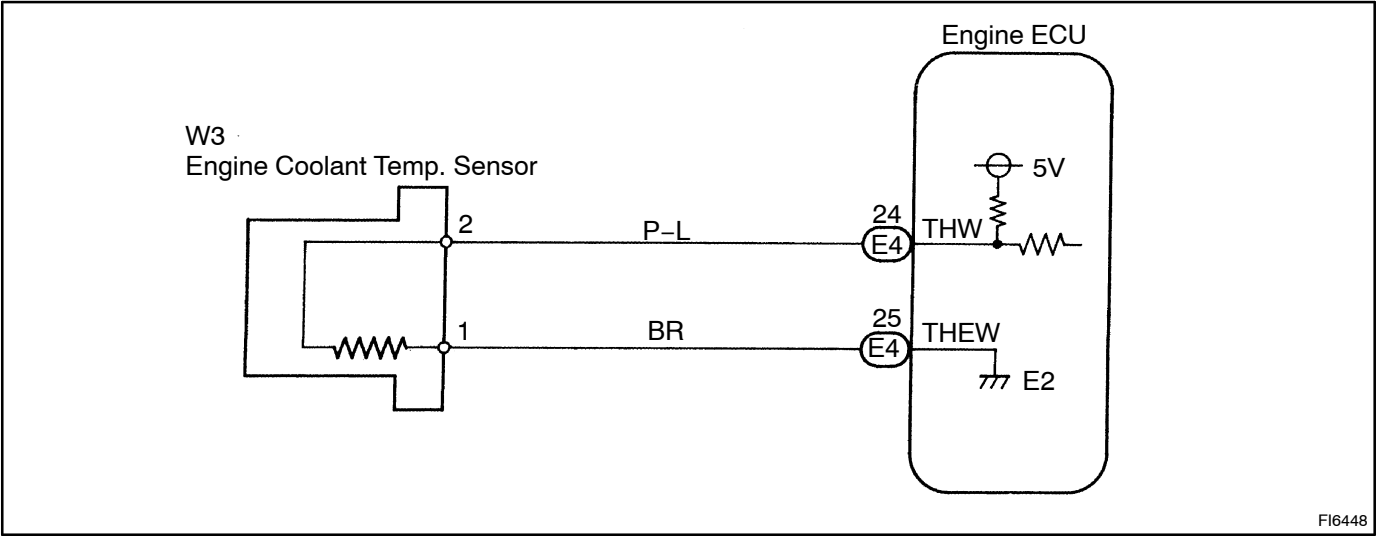 Engine ECU
W3
Engine Coolant Temp. Sensor
5V
2
P–L
24
E4
THW
1
BR
25
E4
THEW
E2
FI6448